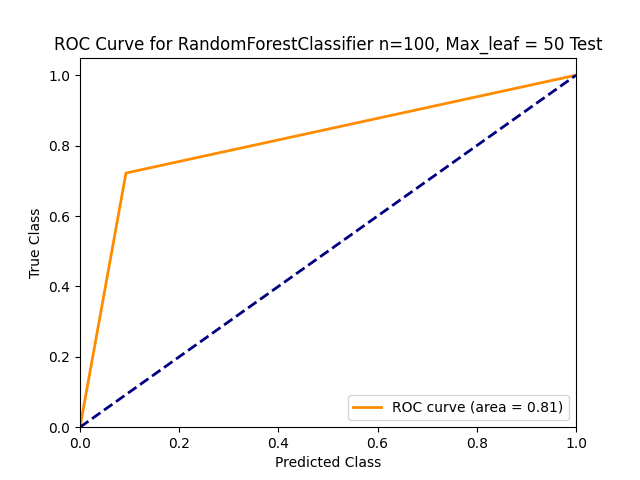 ROC Curve for RandomForestClassifier n=100, Max_leaf = 50 Test
1.0
0.8
0.6
0.4
0.2
0.0
True Class
0.0 0.2 0.4 0.6 0.8 1.0
Predicted Class
ROC curve (area = 0.81)